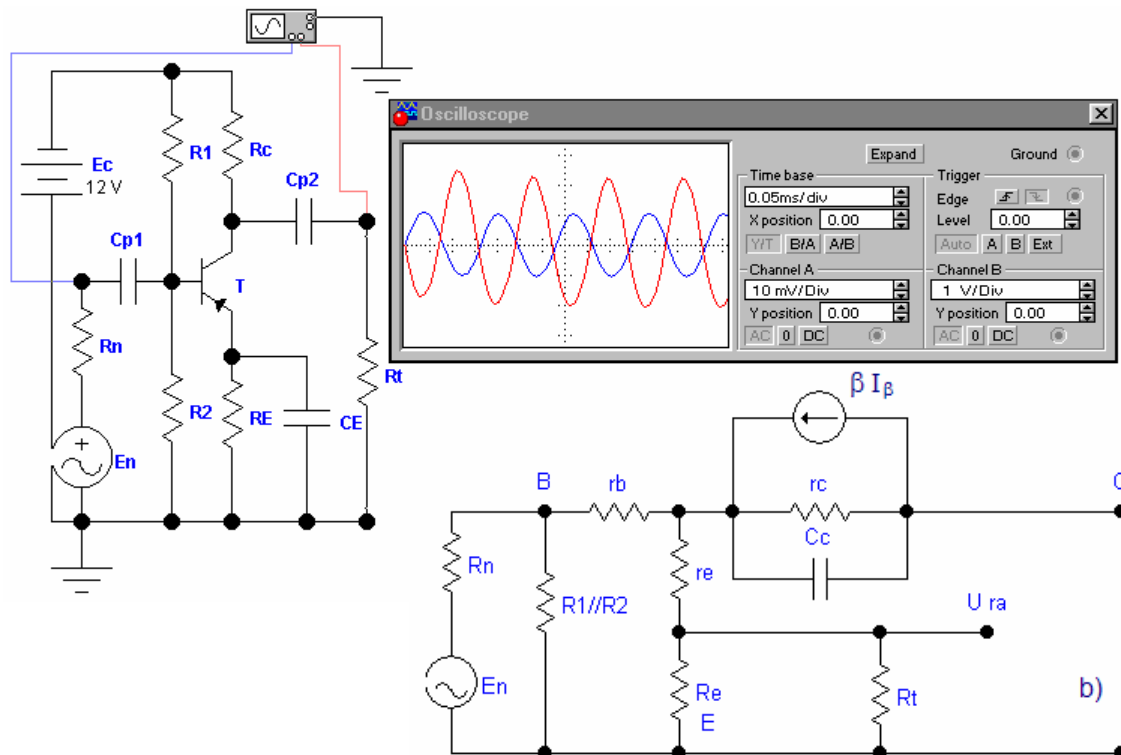 Ec
12 V
R1
Rc
Cp2
Cp1
T
Rn
R2
RE
CE
Rt
En
Oscilloscope
Expand
Ground
Time base
0.05ms/div
X position 0.00
Y/T B/A A/B
Trigger
Edge
Level 0.00
Auto A B Ext
Channel A
10 mV/Div
Y position 0.00
AC 0 DC
Channel B
1 V/Div
Y position 0.00
AC 0 DC
β Iβ
B
rb
rc
Cc
Rn
R1//R2
re
U ra
En
Re
E
Rt
b)